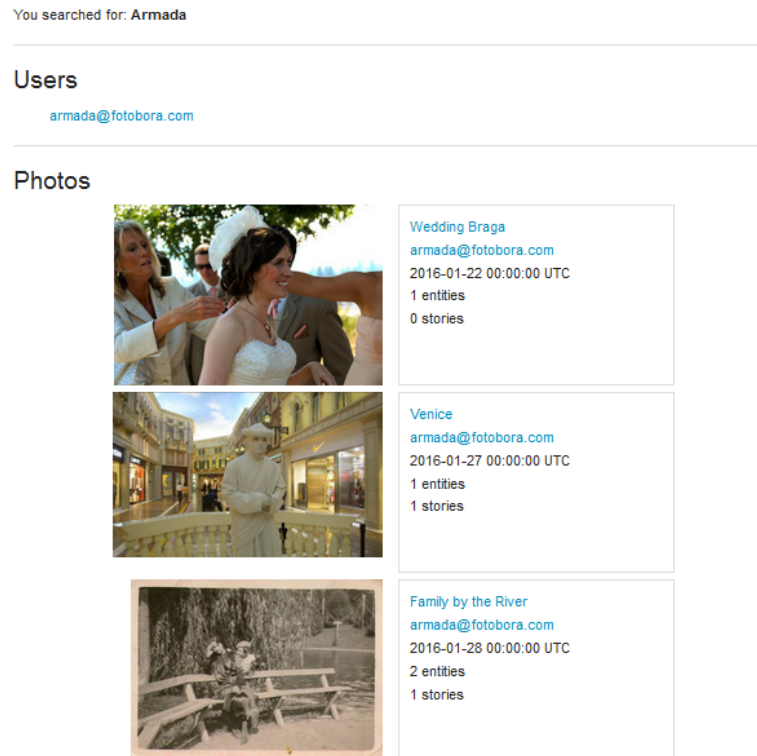 You searched for: Armada
Users
armada@fotobora.com
Photos
Wedding Braga
armada@fotobora.com
2016-01-22 00:00:00 UTC
1 entities
0 stories
Venice
armada@fotobora.com
2016-01-27 00:00:00 UTC
1 entities
1 stories
Family by the River
armada@fotobora.com
2016-01-28 00:00:00 UTC
2 entities
1 stories